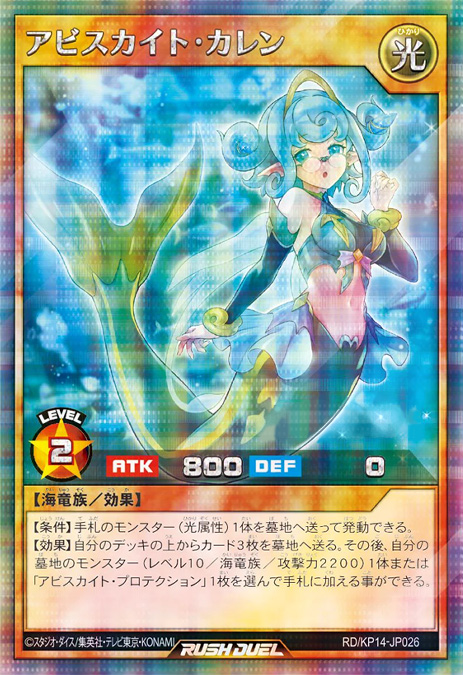 アビスカイト・カレン
ひかり
光
LEVEL
2
ATK 800 DEF 0
【海竜族／効果】
【条件】手札のモンスター（光属性）1体を墓地へ送って発動できる。
【効果】自分のデッキの上からカード3枚を墓地へ送る。その後、自分の
墓地のモンスター（レベル10／海竜族／攻撃力2200）1体または
「アビスカイト・プロテクション」1枚を選んで手札に加える事ができる。
©スタジオ・ダイス/集英社・テレビ東京・KONAMI
RUSH DUEL
RD/KP14-JP026